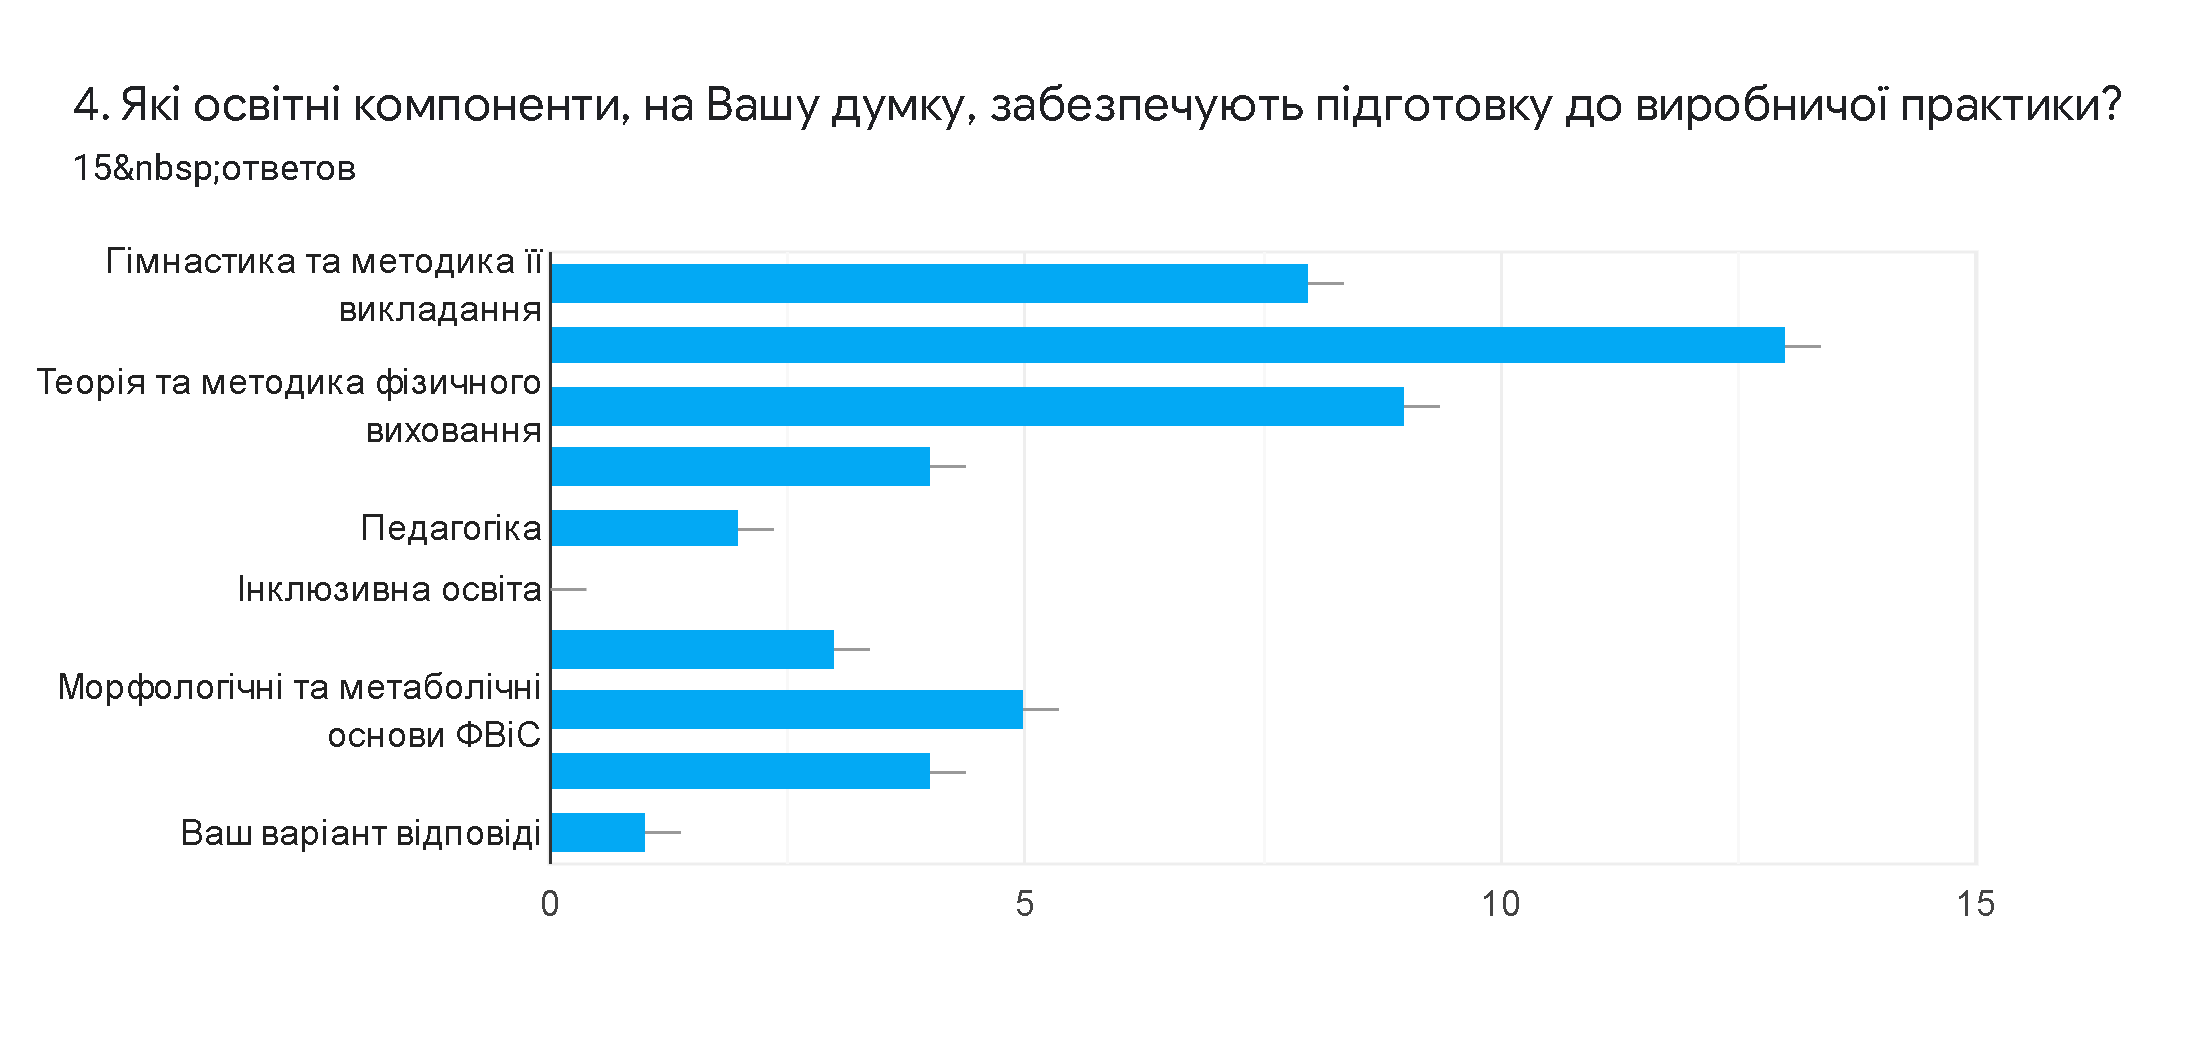 4. Які освітні компоненти, на Вашу думку, забезпечують підготовку до виробничої практики?
15&nbsp;ответов
Гімнастика та методика її
викладання
Теорія та методика фізичного
виховання
Педагогіка
Інклюзивна освіта
Морфологічні та метаболічні
основи ФВіС
Ваш варіант відповіді
0 5 10 15